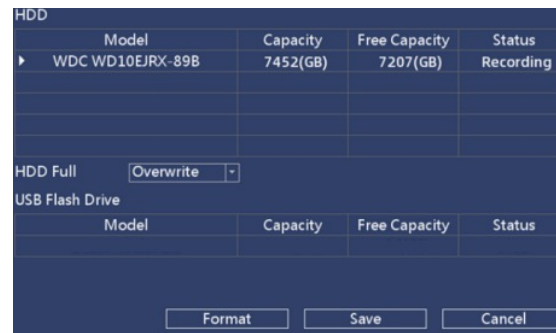 HDD
Model Capacity Free Capacity Status
WDC WD10EJRX-89B 7452(GB) 7207(GB) Recording
HDD Full Overwrite
USB Flash Drive
Model Capacity Free Capacity Status
Format Save Cancel